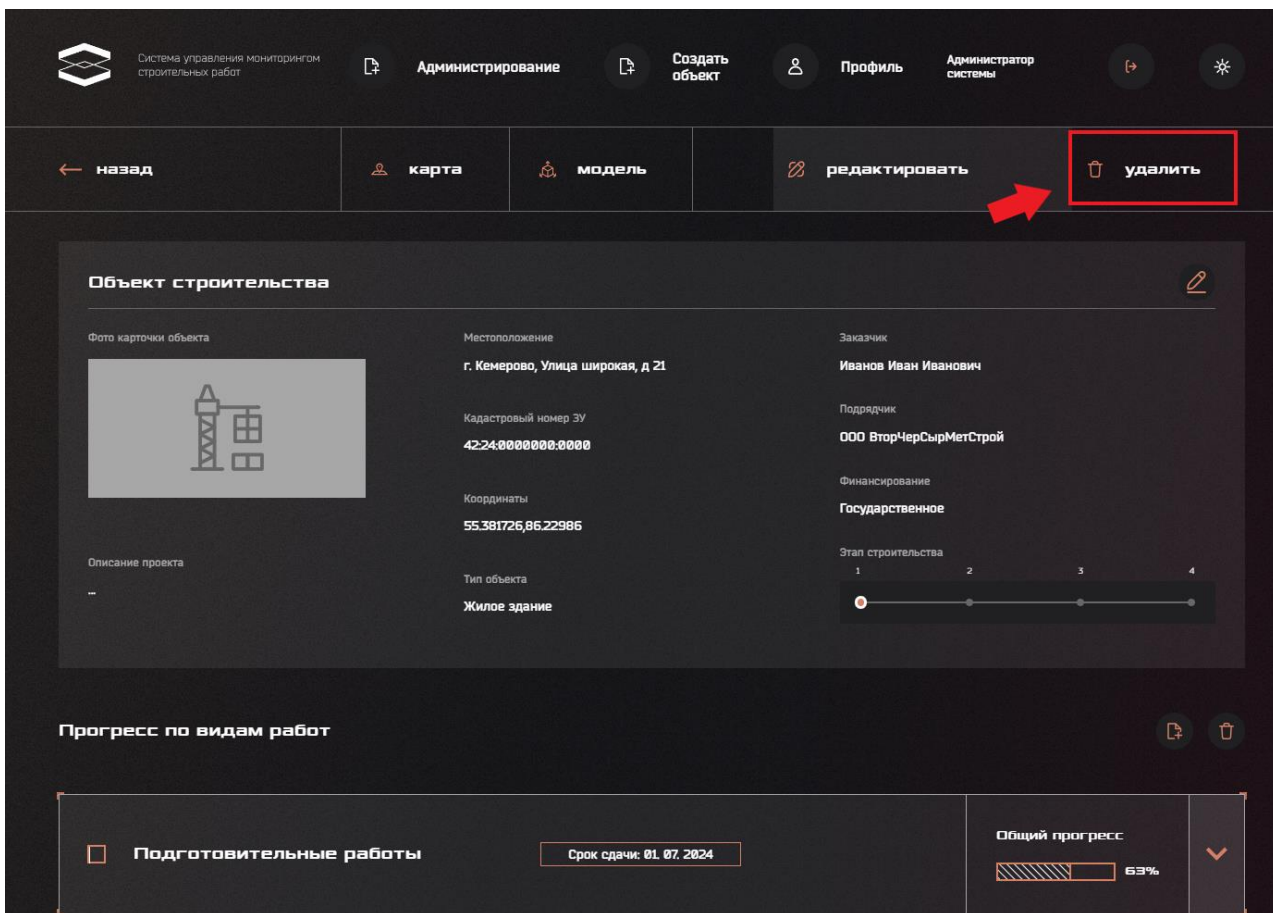 Система управления мониторингом
строительных работ
Администрирование
Создать
объект
Профиль
Администратор
системы
назад
карта
модель
редактировать
удалить
Объект строительства
Фото карточки объекта
Описание проекта
...
Местоположение
г. Кемерово, Улица широкая, д 21
Кадастровый номер ЗУ
42:24:0000000:0000
Координаты
55.381726,86.22986
Тип объекта
Жилое здание
Заказчик
Иванов Иван Иванович
Подрядчик
ООО ВторЧерСырМетСтрой
Финансирование
Государственное
Этап строительства
1 2 3 4
Прогресс по видам работ
Подготовительные работы
Срок сдачи: 01. 07. 2024
Общий прогресс
63%